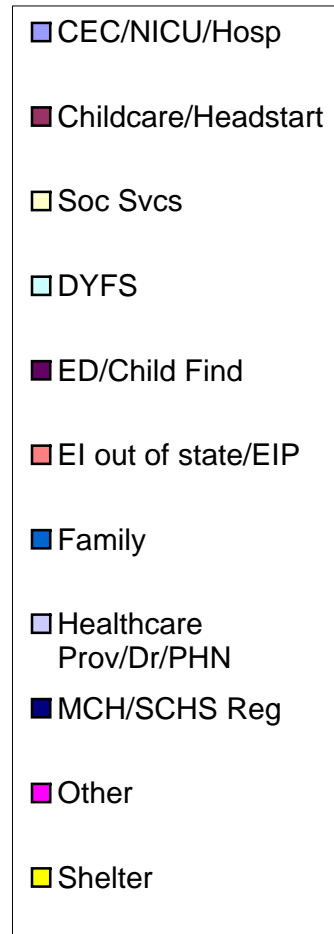 CEC/NICU/Hosp
Childcare/Headstart
Soc Svcs
DYFS
ED/Child Find
EI out of state/EIP
Family
Healthcare
Prov/Dr/PHN
MCH/SCHS Reg
Other
Shelter